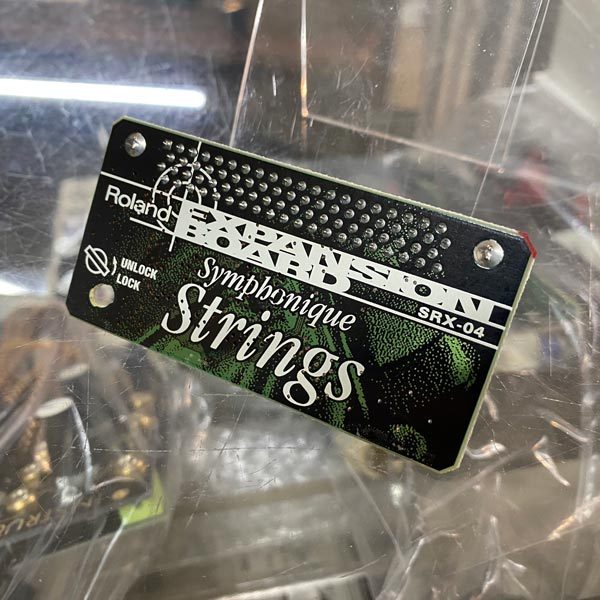 Roland
EXPANSION
BOARD
SRX-04
UNLOCK
LOCK
Symphonique
Strings